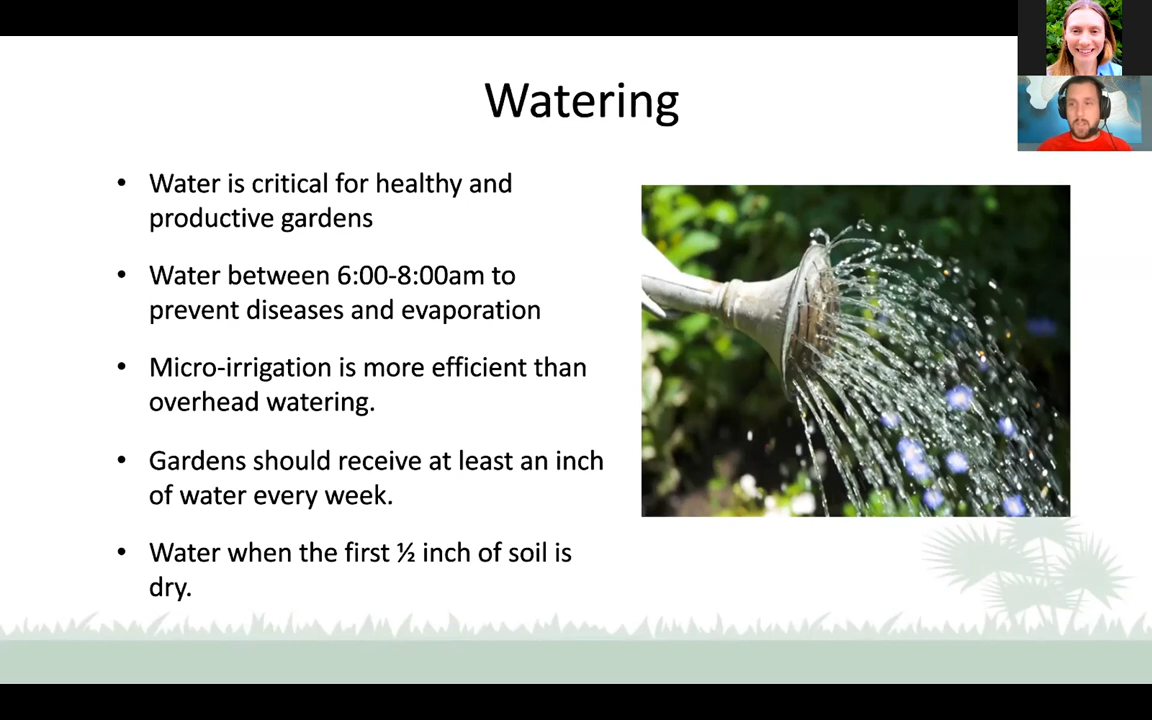 Watering
• Water is critical for healthy and
productive gardens
• Water between 6:00-8:00am to
prevent diseases and evaporation
• Micro-irrigation is more efficient than
overhead watering.
• Gardens should receive at least an inch
of water every week.
• Water when the first ½ inch of soil is
dry.